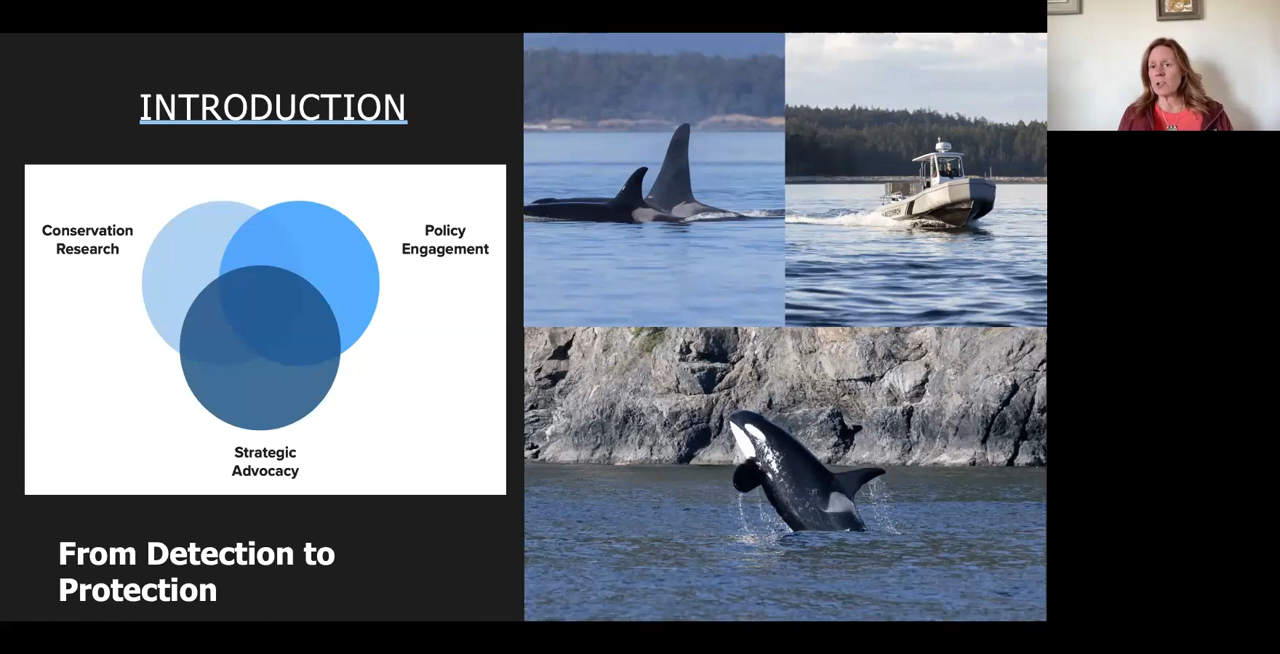 INTRODUCTION
Conservation
Research
Policy
Engagement
Strategic
Advocacy
From Detection to
Protection